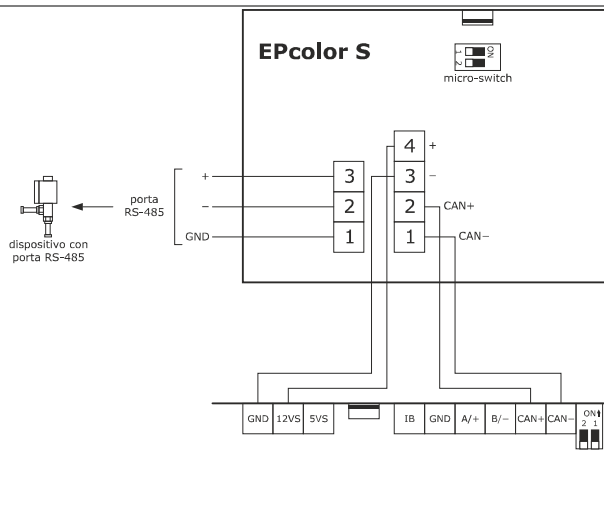 EPcolor S
1 2 ON
micro-switch
4 +
+ 3 3 −
porta
RS-485
− 2 2 CAN+
GND 1 1 CAN−
dispositivo con
porta RS-485
GND 12VS 5VS IB GND A/+ B/− CAN+ CAN−
ON
2 1